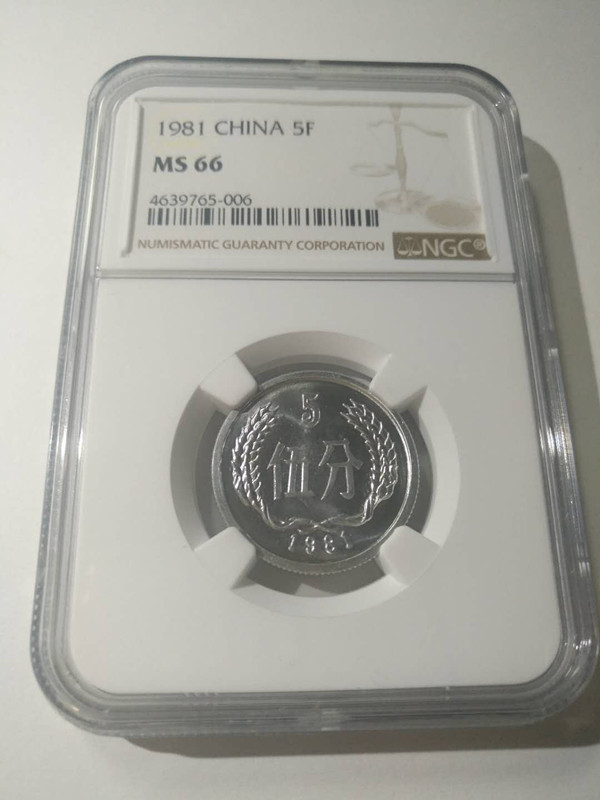 1981 CHINA 5F
MS 66
4639765-006
NUMISMATIC GUARANTY CORPORATION
NGC®
5
伍分
1981